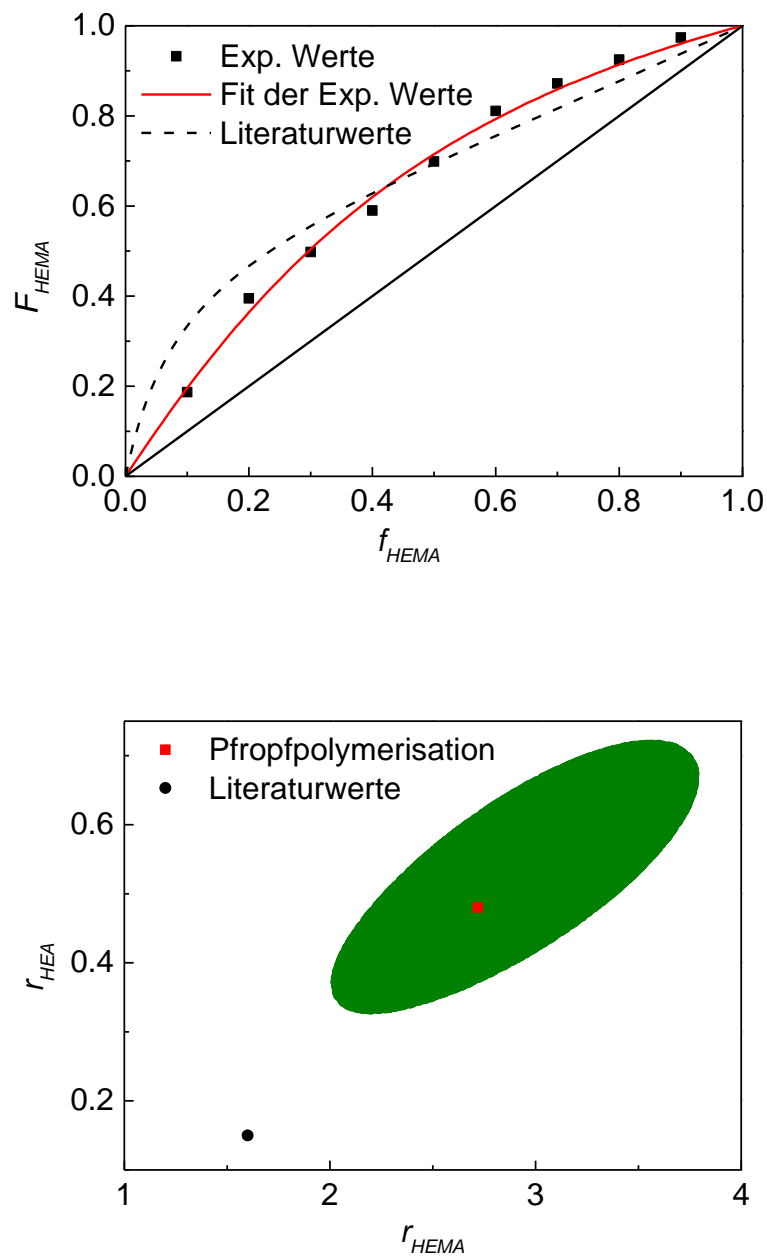 1.0
Exp. Werte
0.8
Fit der Exp. Werte
Literaturwerte
0.6
F_HEMA
0.4
0.2
0.0
0.0 0.2 0.4 0.6 0.8 1.0
f_HEMA
Pfropfpolymerisation
Literaturwerte
0.6
r_HEA
0.4
0.2
1 2 3 4
r_HEMA